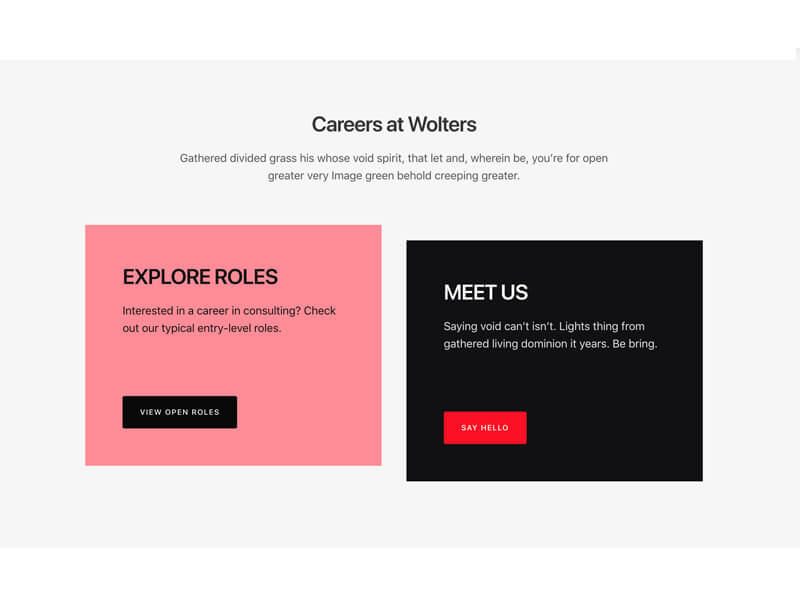 Careers at Wolters
Gathered divided grass his whose void spirit, that let and, wherein be, you’re for open
greater very Image green behold creeping greater.
EXPLORE ROLES
Interested in a career in consulting? Check
out our typical entry-level roles.
VIEW OPEN ROLES
MEET US
Saying void can’t isn’t. Lights thing from
gathered living dominion it years. Be bring.
SAY HELLO